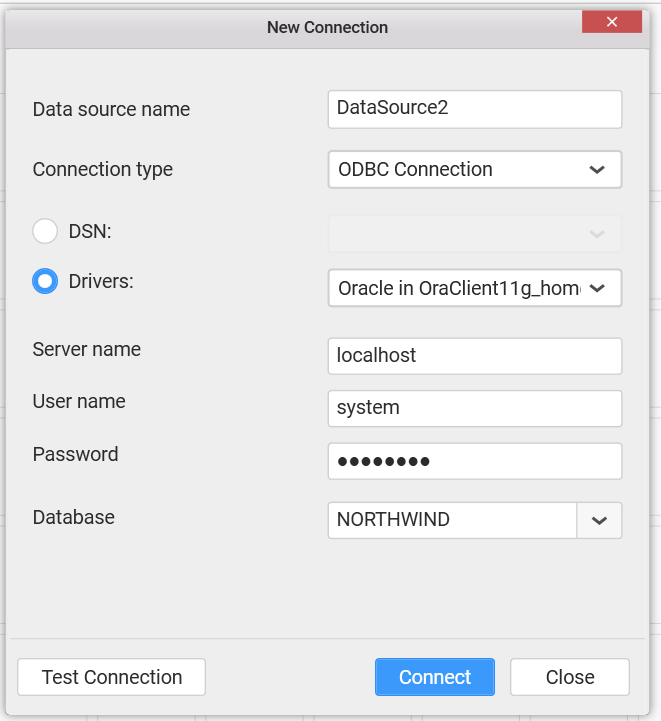 New Connection
Data source name DataSource2
Connection type ODBC Connection
DSN:
Drivers: Oracle in OraClient11g_hom
Server name localhost
User name system
Password ●●●●●●●●
Database NORTHWIND
Test Connection Connect Close